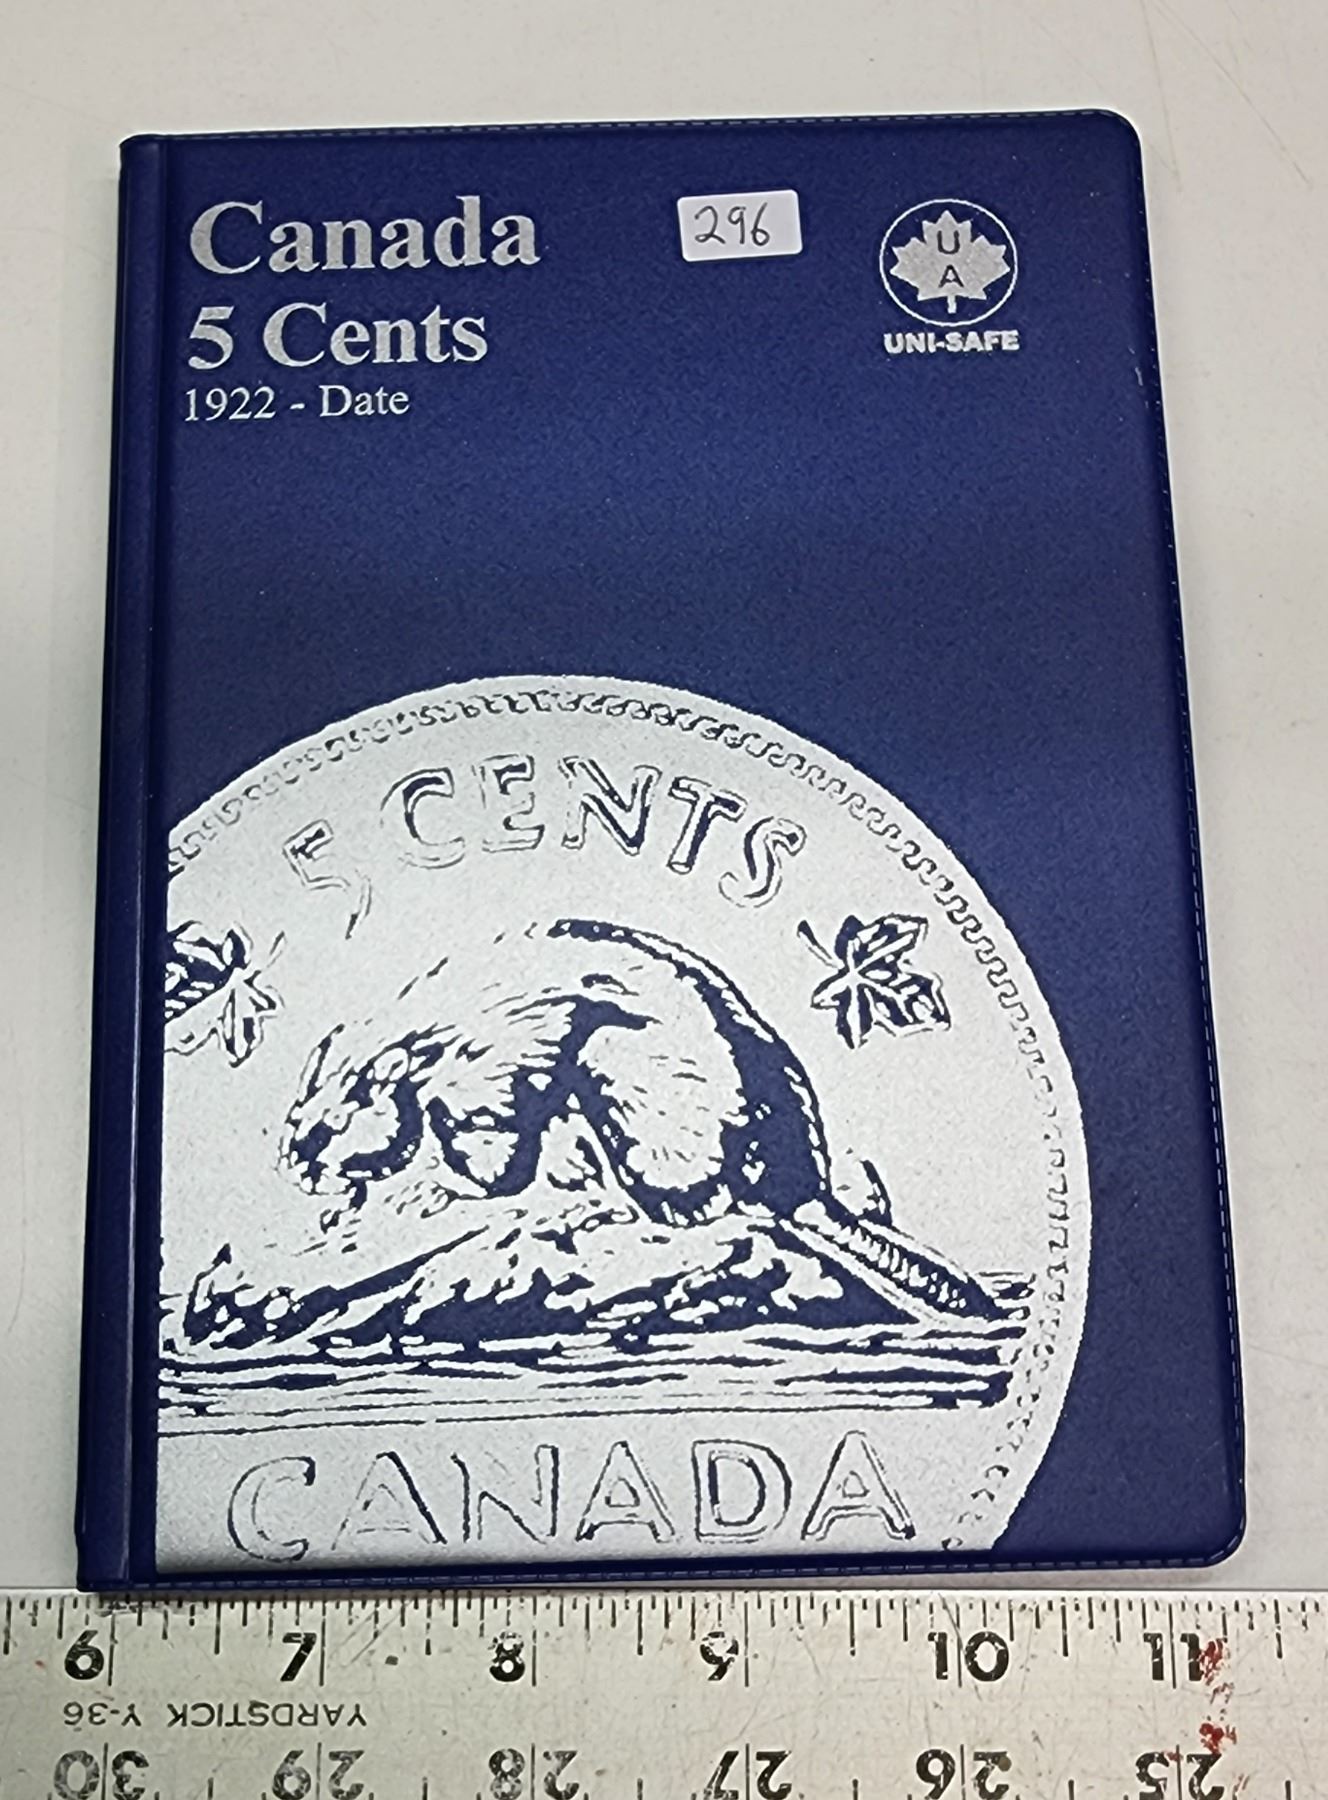 Canada
5 Cents
1922 - Date
296
U
A
UNI-SAFE
5 CENTS
CANADA
6 7 8 9 10 11
YARDSTICK Y-36
30 29 28 27 26 25